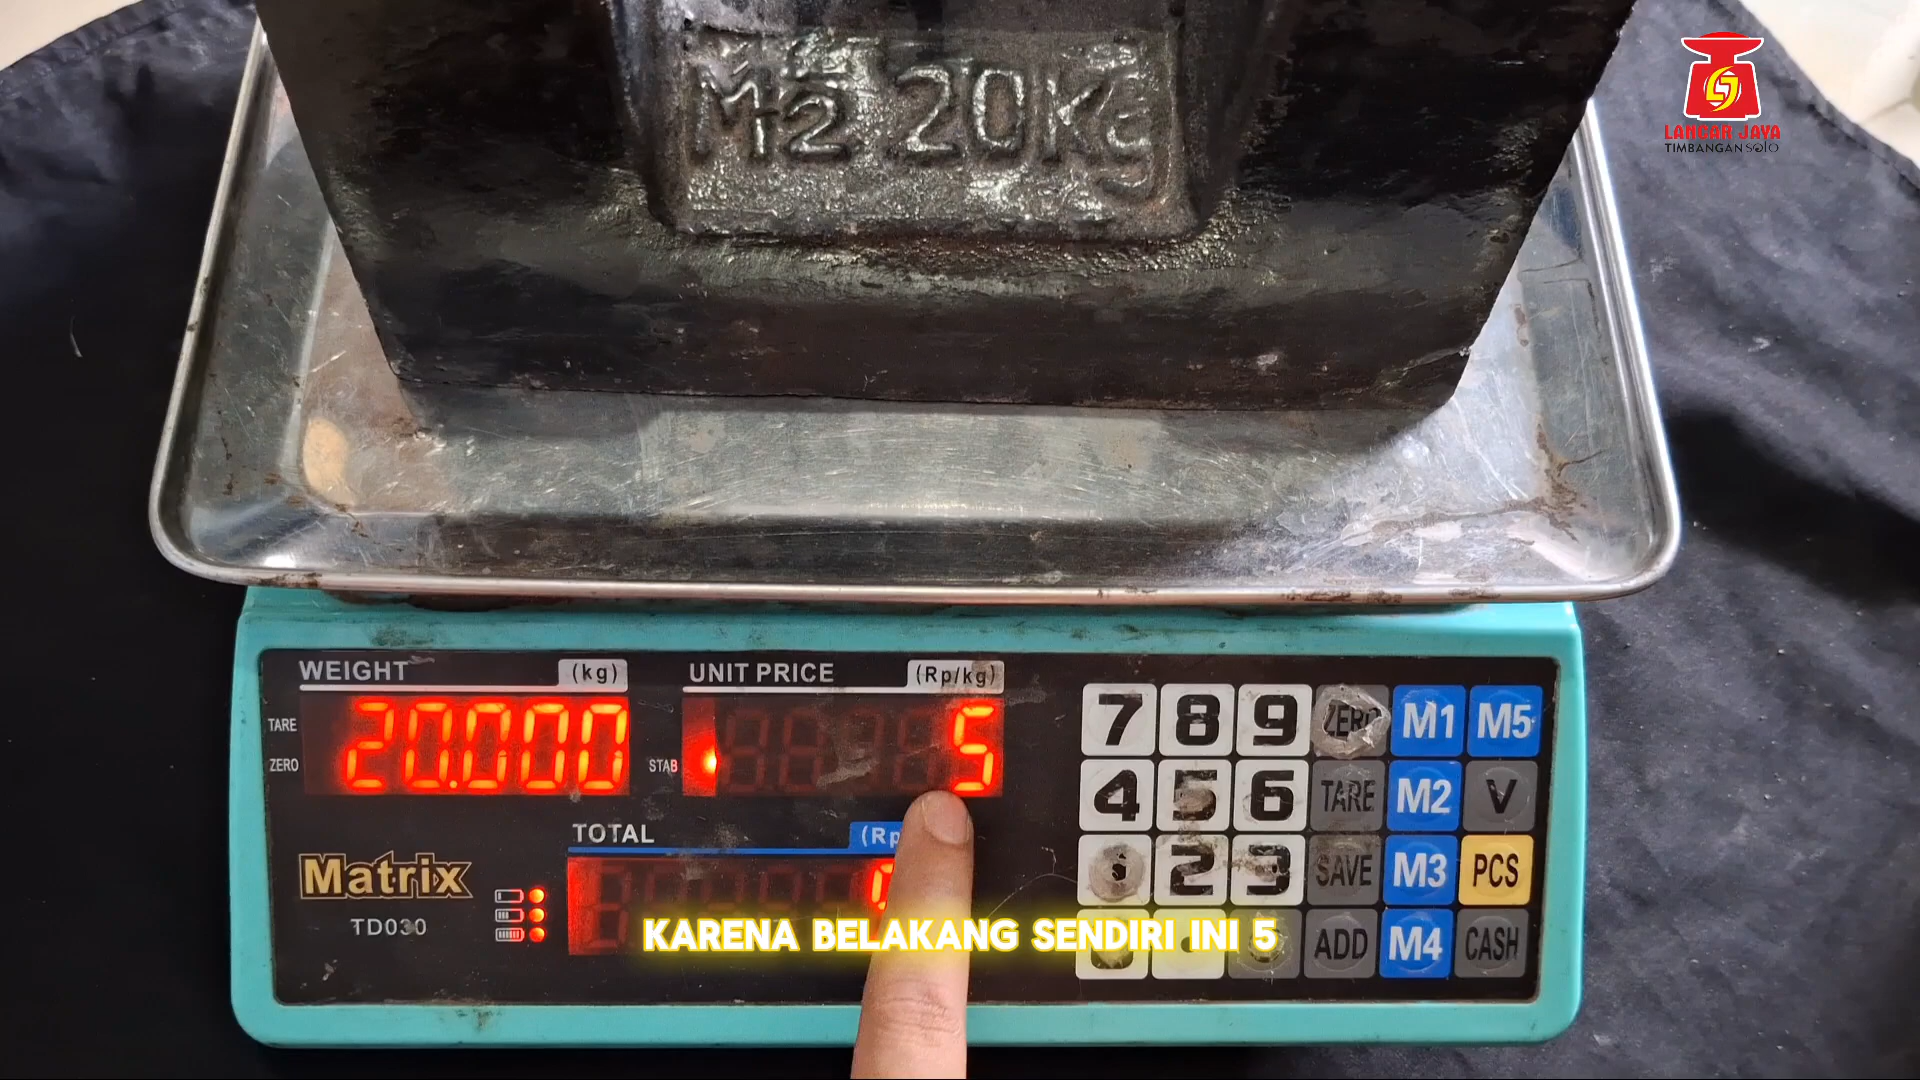 M2 20Kg
LANCAR JAYA
TIMBANGAN solo
WEIGHT (kg)
UNIT PRICE (Rp/kg)
TARE
ZERO
20.000
STAB
5
TOTAL
Matrix
TD030
7 8 9 ZERO M1 M5
4 5 6 TARE M2 V
2 3 SAVE M3 PCS
ADD M4 CASH
KARENA BELAKANG SENDIRI INI 5